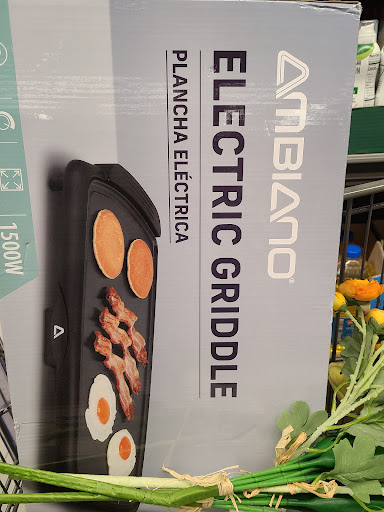 AMBIANO®
ELECTRIC GRIDDLE
PLANCHA ELÉCTRICA
1500W